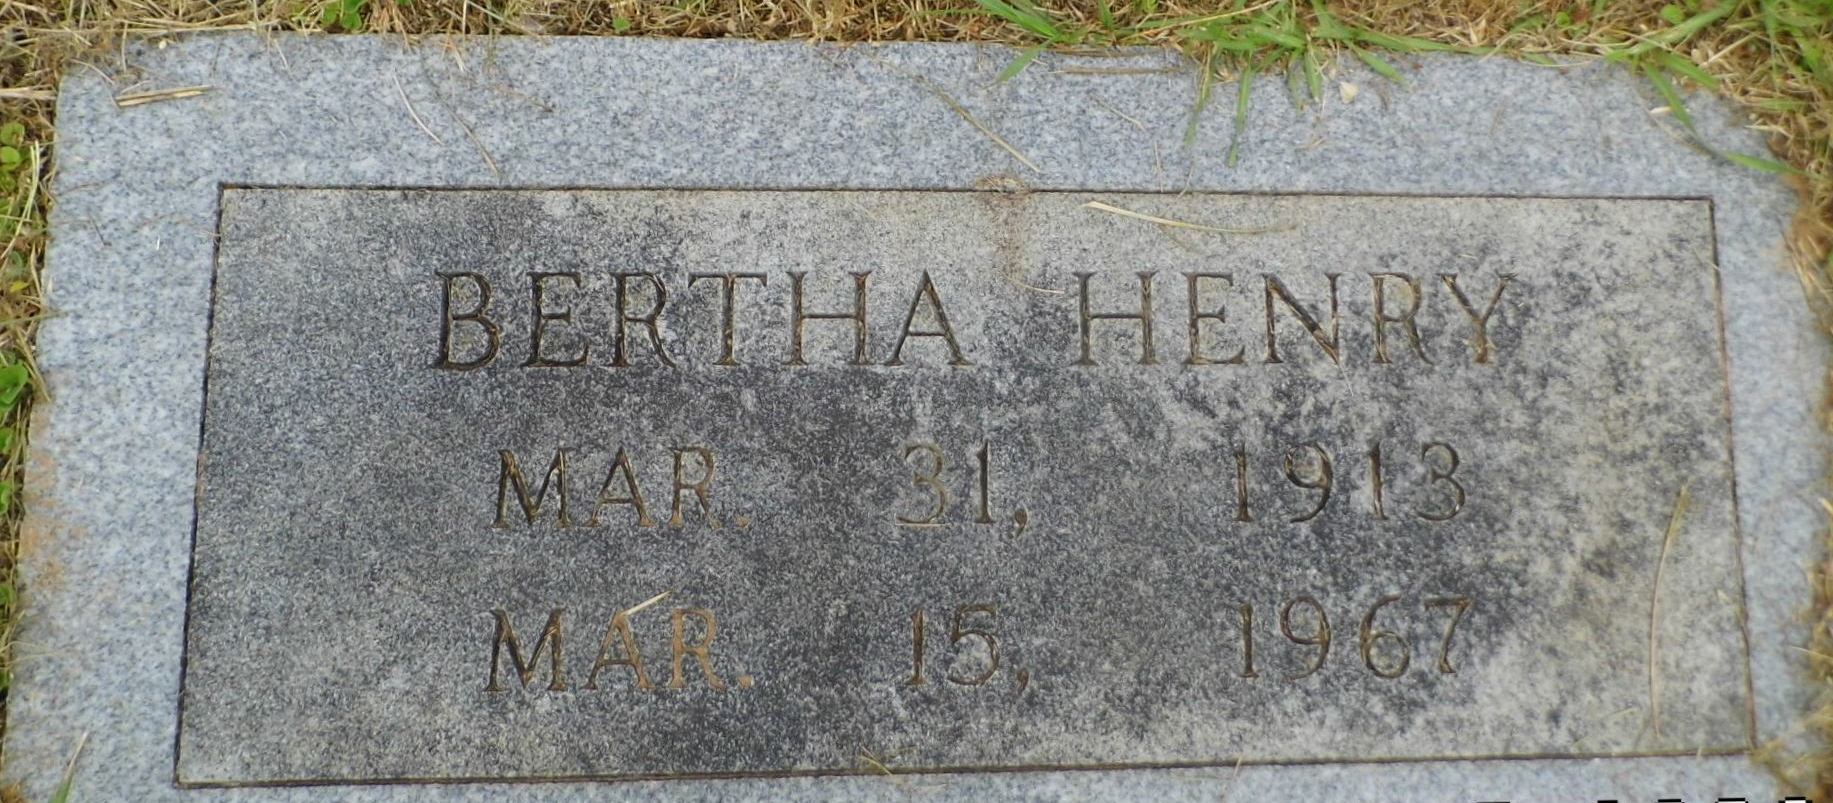 BERTHA HENRY
MAR. 31, 1913
MAR. 15, 1967